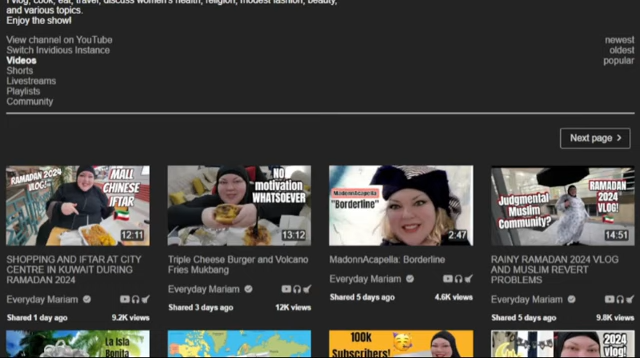 I vlog, cook, eat, travel, discuss women's health, religion, modest fashion, beauty,
and various topics.
Enjoy the show!
View channel on YouTube
Switch Invidious Instance
Videos
Shorts
Livestreams
Playlists
Community
newest
oldest
popular
Next page >
RAMADAN 2024
VLOG!
MALL
CHINESE
IFTAR
12:11
NO
motivation
WHATSOEVER
13:12
MadonnAcapella
"Borderline"
2:47
Judgmental
Muslim
Community?
RAMADAN
2024
VLOG!
14:51
SHOPPING AND IFTAR AT CITY
CENTRE IN KUWAIT DURING
RAMADAN 2024
Everyday Mariam
Shared 1 day ago
9.2K views
Triple Cheese Burger and Volcano
Fries Mukbang
Everyday Mariam
Shared 3 days ago
12K views
MadonnAcapella: Borderline
Everyday Mariam
Shared 5 days ago
4.6K views
RAINY RAMADAN 2024 VLOG
AND MUSLIM REVERT
PROBLEMS
Everyday Mariam
Shared 5 days ago
9.8K views
La Isla
Bonita
100k
Subscribers!
2024
Vlog!